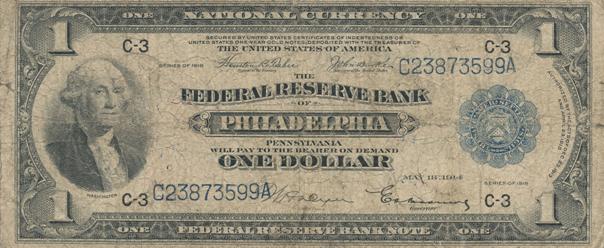 ONE NATIONAL CURRENCY ONE
1 1
SECURED BY UNITED STATES CERTIFICATES OF INDEBTEDNESS OR
UNITED STATES ONE-YEAR GOLD NOTES, DEPOSITED WITH THE TREASURER OF
C-3 THE UNITED STATES OF AMERICA C-3
SERIES OF 1918
C23873599A
THE
FEDERAL RESERVE BANK
OF
PHILADELPHIA
PENNSYLVANIA
WILL PAY TO THE BEARER ON DEMAND
ONE DOLLAR
WASHINGTON
MAY 18, 1914
SERIES OF 1918
C-3 C23873599A C-3
Governor
1 1
ONE FEDERAL RESERVE BANK NOTE ONE